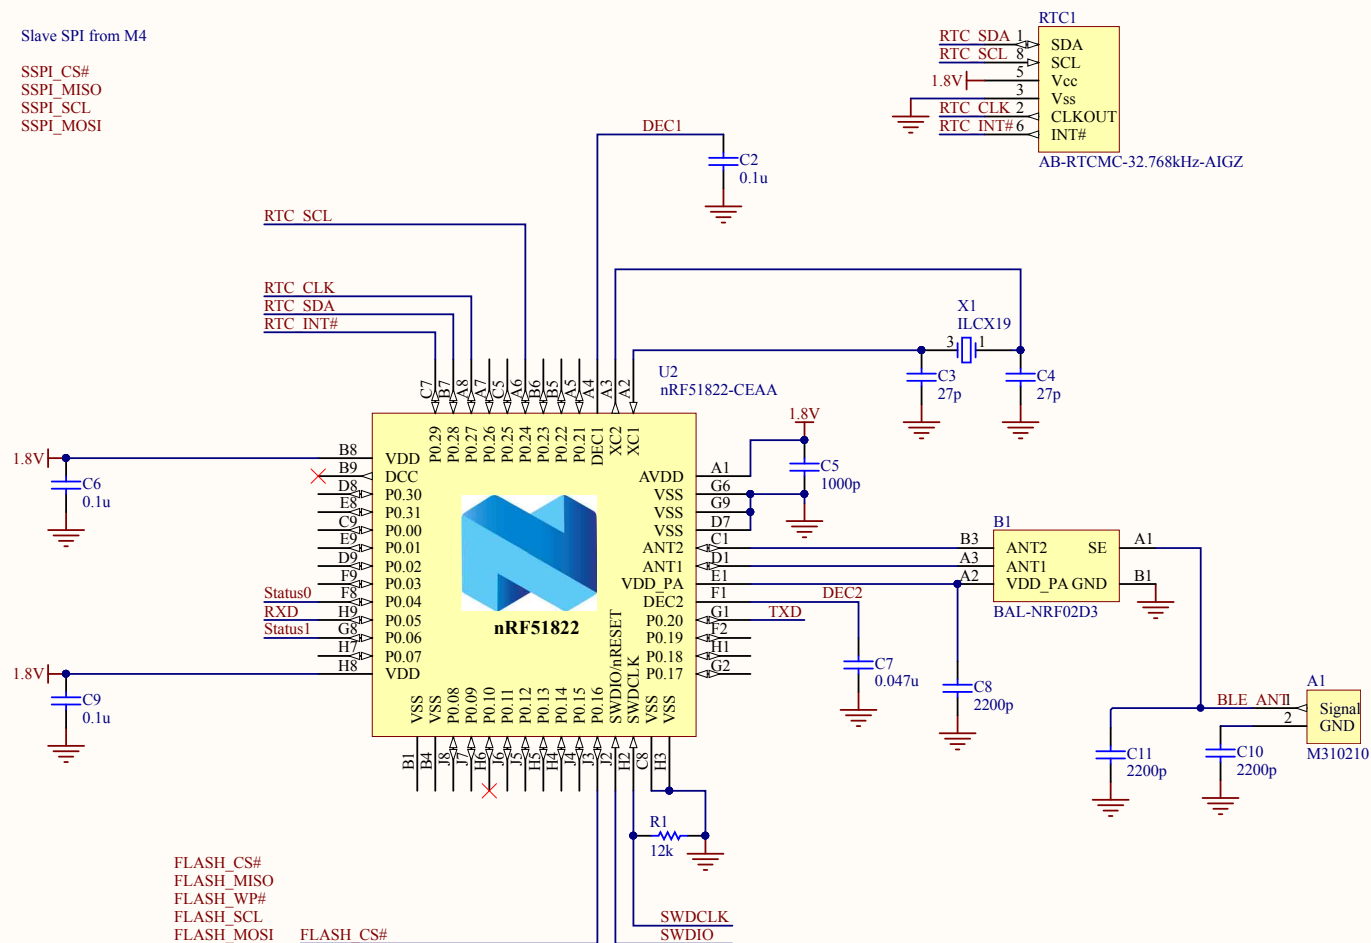 Slave SPI from M4
SSPI_CS#
SSPI_MISO
SSPI_SCL
SSPI_MOSI
RTC1
RTC_SDA 1 SDA
RTC_SCL 8 SCL
1.8V 5 Vcc
3 Vss
RTC_CLK 2 CLKOUT
RTC_INT# 6 INT#
AB-RTCMC-32.768kHz-AIGZ
DEC1
C2
0.1u
RTC_SCL
RTC_CLK
RTC_SDA
RTC_INT#
X1
ILCX19
3 1
C3
27p
C4
27p
U2
nRF51822-CEAA
C7 B7 A8 A7 C5 A6 B6 B5 A5 A4 A3 A2
P0.29 P0.28 P0.27 P0.26 P0.25 P0.24 P0.23 P0.22 P0.21 DEC1 XC2 XC1
1.8V
C6
0.1u
B8 VDD
B9 DCC
D8 P0.30
E8 P0.31
C9 P0.00
E9 P0.01
D9 P0.02
F9 P0.03
Status0 F8 P0.04
RXD H9 P0.05
Status1 G8 P0.06
H7 P0.07
1.8V H8 VDD
C9
0.1u
nRF51822
AVDD A1
VSS G6
VSS G9
VSS D7
ANT2 C1
ANT1 D1
VDD_PA E1
DEC2 F1 DEC2
P0.20 G1 TXD
P0.19 F2
P0.18 H1
P0.17 G2
1.8V
C5
1000p
B1
B3 ANT2 SE A1
A3 ANT1
A2 VDD_PA GND B1
BAL-NRF02D3
C7
0.047u
C8
2200p
A1
BLE_ANT 1 Signal
2 GND
M310210
C11
2200p
C10
2200p
VSS VSS P0.08 P0.09 P0.10 P0.11 P0.12 P0.13 P0.14 P0.15 P0.16 SWDIO/nRESET SWDCLK VSS VSS
B1 B4 J8 J7 H6 J6 J5 H5 H4 J4 J3 J2 H2 C8 H3
R1
12k
FLASH_CS#
FLASH_MISO
FLASH_WP#
FLASH_SCL
FLASH_MOSI
FLASH_CS#
SWDCLK
SWDIO